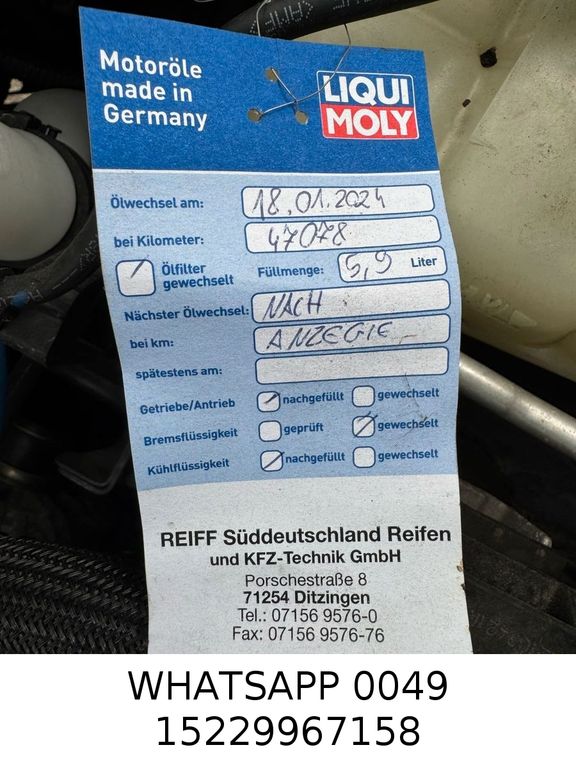 Motoröle
made in
Germany
LIQUI
MOLY
Ölwechsel am: 18.01.2024
bei Kilometer: 47078
Ölfilter
gewechselt
Füllmenge: 5,9 Liter
Nächster Ölwechsel: NACH
bei km: ANZEGIE
spätestens am:
Getriebe/Antrieb nachgefüllt gewechselt
Bremsflüssigkeit geprüft gewechselt
Kühlflüssigkeit nachgefüllt gewechselt
REIFF Süddeutschland Reifen
und KFZ-Technik GmbH
Porschestraße 8
71254 Ditzingen
Tel.: 07156 9576-0
Fax: 07156 9576-76
WHATSAPP 0049
15229967158